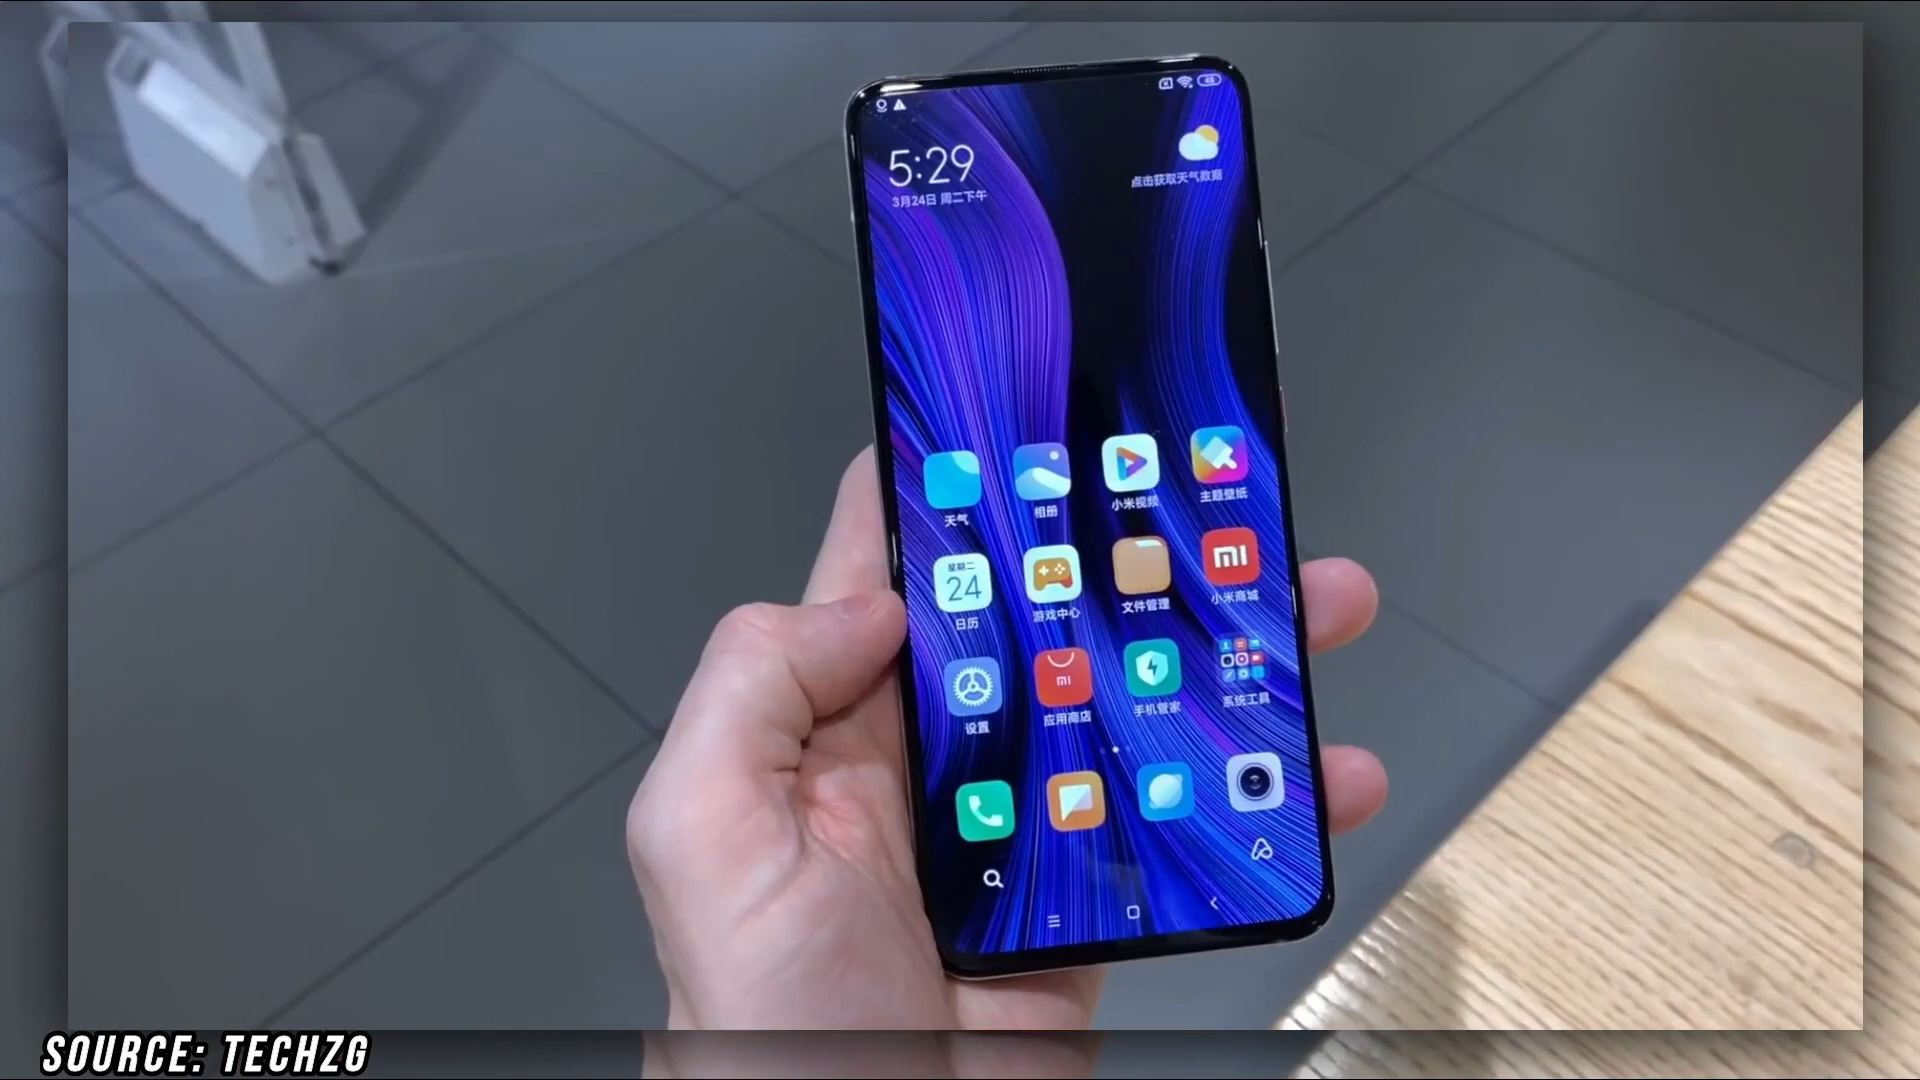 48
5:29
3月24日 周二下午
点击获取天气数据
天气
相册
小米视频
主题壁纸
星期二
24
mi
日历
游戏中心
文件管理
小米商城
mi
设置
应用商店
手机管家
系统工具
SOURCE: TECHZG